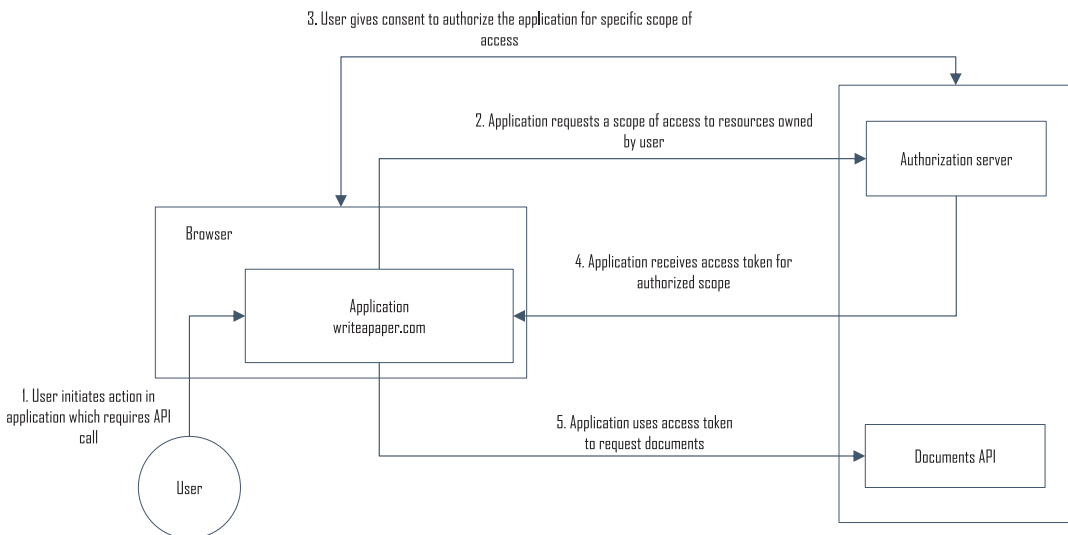 3. User gives consent to authorize the application for specific scope of
access
2. Application requests a scope of access to resources owned
by user
Authorization server
Browser
4. Application receives access token for
authorized scope
Application
writeapaper.com
1. User initiates action in
application which requires API
call
5. Application uses access token
to request documents
Documents API
User